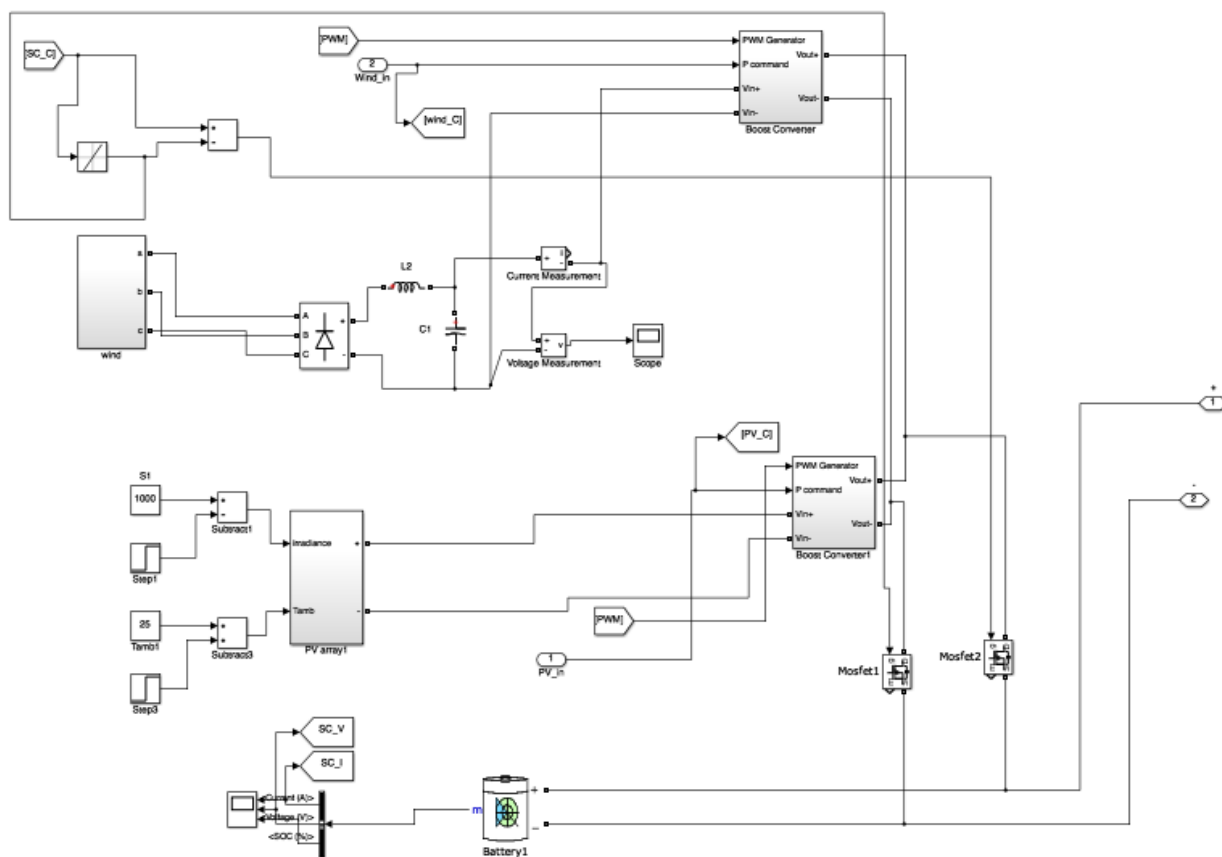 [SC_C]
[PWM]
2
Wind_in
[wind_C]
PWM Generator
P command
Vin+
Vin-
Vout+
Vout-
Boost Converter
+
-
wind
a
b
c
A
B
C
+
-
L2
C1
+
i
-
Current Measurement
+
-
v
Voltage Measurement
Scope
+
1
-
2
[PV_C]
S1
1000
+
-
Subtract1
Step1
25
Tamb1
+
+
Subtract3
Step3
Irradiance
Tamb
+
-
PV array1
PWM Generator
P command
Vin+
Vin-
Vout+
Vout-
Boost Converter1
[PWM]
1
PV_in
Mosfet1
Mosfet2
SC_V
SC_I
<Current (A)>
<Voltage (V)>
<SOC (%)>
m
+
-
Battery1